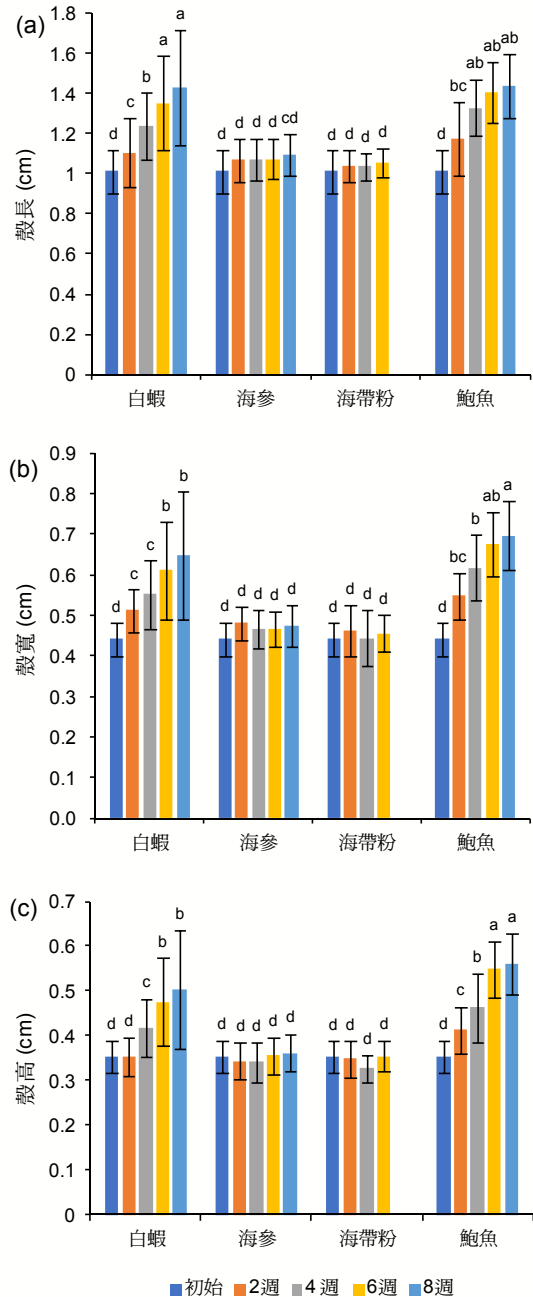 (a)
殼長 (cm)
1.8
1.6
1.4
1.2
1
0.8
0.6
0.4
0.2
0
d c b a a
d d d d cd
d d d d
d bc ab ab ab
白蝦 海參 海帶粉 鮑魚
(b)
殼寬 (cm)
0.9
0.8
0.7
0.6
0.5
0.4
0.3
0.2
0.1
0.0
d c c b b
d d d d d
d d d d
d bc b ab a
白蝦 海參 海帶粉 鮑魚
(c)
殼高 (cm)
0.7
0.6
0.5
0.4
0.3
0.2
0.1
0
d d c b b
d d d d d
d d d d
d c b a a
白蝦 海參 海帶粉 鮑魚
初始 2週 4週 6週 8週